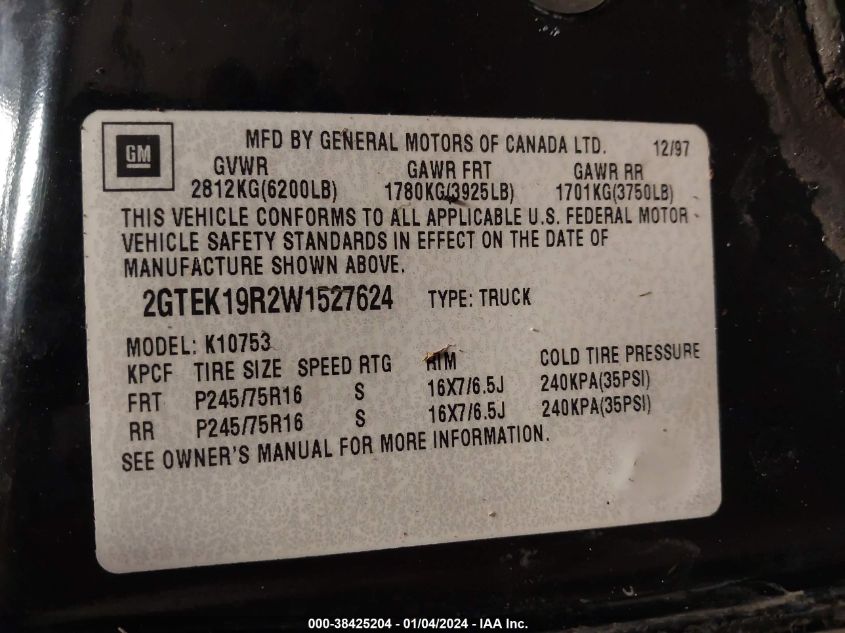 GM
MFD BY GENERAL MOTORS OF CANADA LTD. 12/97
GVWR GAWR FRT GAWR RR
2812KG(6200LB) 1780KG(3925LB) 1701KG(3750LB)
THIS VEHICLE CONFORMS TO ALL APPLICABLE U.S. FEDERAL MOTOR
VEHICLE SAFETY STANDARDS IN EFFECT ON THE DATE OF
MANUFACTURE SHOWN ABOVE.
2GTEK19R2W1527624 TYPE: TRUCK
MODEL: K10753
KPCF TIRE SIZE SPEED RTG RIM COLD TIRE PRESSURE
FRT P245/75R16 S 16X7/6.5J 240KPA(35PSI)
RR P245/75R16 S 16X7/6.5J 240KPA(35PSI)
SEE OWNER'S MANUAL FOR MORE INFORMATION.
000-38425204 - 01/04/2024 - IAA Inc.